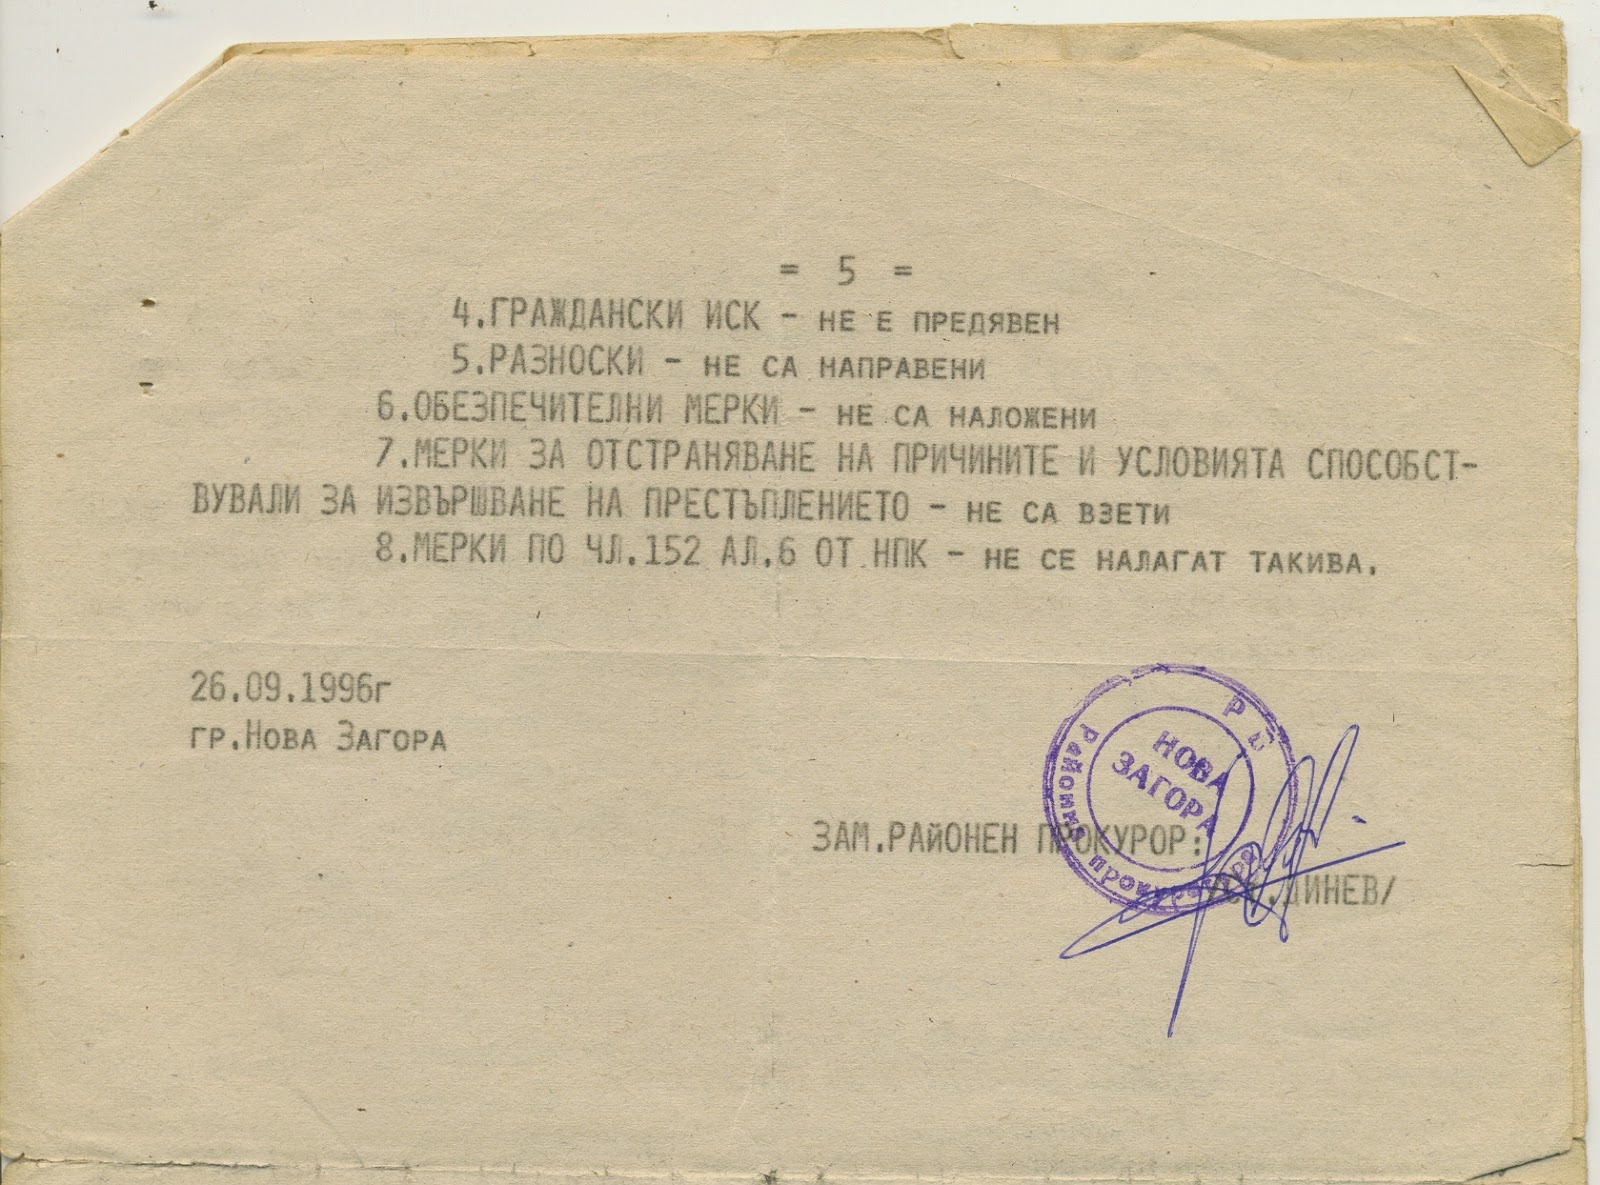 = 5 =
4.ГРАЖДАНСКИ ИСК - НЕ Е ПРЕДЯВЕН
5.РАЗНОСКИ - НЕ СА НАПРАВЕНИ
6.ОБЕЗПЕЧИТЕЛНИ МЕРКИ - НЕ СА НАЛОЖЕНИ
7.МЕРКИ ЗА ОТСТРАНЯВАНЕ НА ПРИЧИНИТЕ И УСЛОВИЯТА СПОСОБСТ-
ВУВАЛИ ЗА ИЗВЪРШВАНЕ НА ПРЕСТЪПЛЕНИЕТО - НЕ СА ВЗЕТИ
8.МЕРКИ ПО ЧЛ.152 АЛ.6 ОТ НПК - НЕ СЕ НАЛАГАТ ТАКИВА.
26.09.1996г
ГР.НОВА ЗАГОРА
Р Б
Районна прокуратура
НОВА
ЗАГОРА
ЗАМ.РАЙОНЕН ПРОКУРОР:
ДИНЕВ/